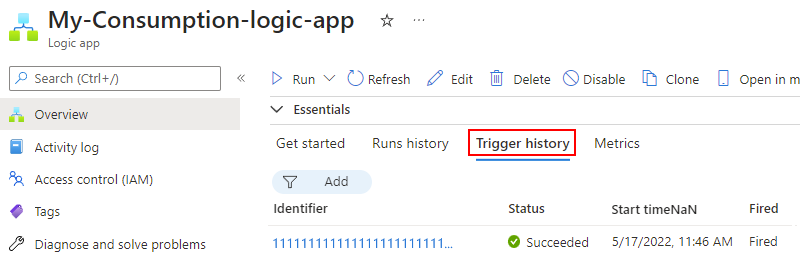 My-Consumption-logic-app
Logic app
Search (Ctrl+/)
Overview
Activity log
Access control (IAM)
Tags
Diagnose and solve problems
Run Refresh Edit Delete Disable Clone Open in m
Essentials
Get started Runs history Trigger history Metrics
Add
Identifier Status Start timeNaN Fired
111111111111111111111111... Succeeded 5/17/2022, 11:46 AM Fired